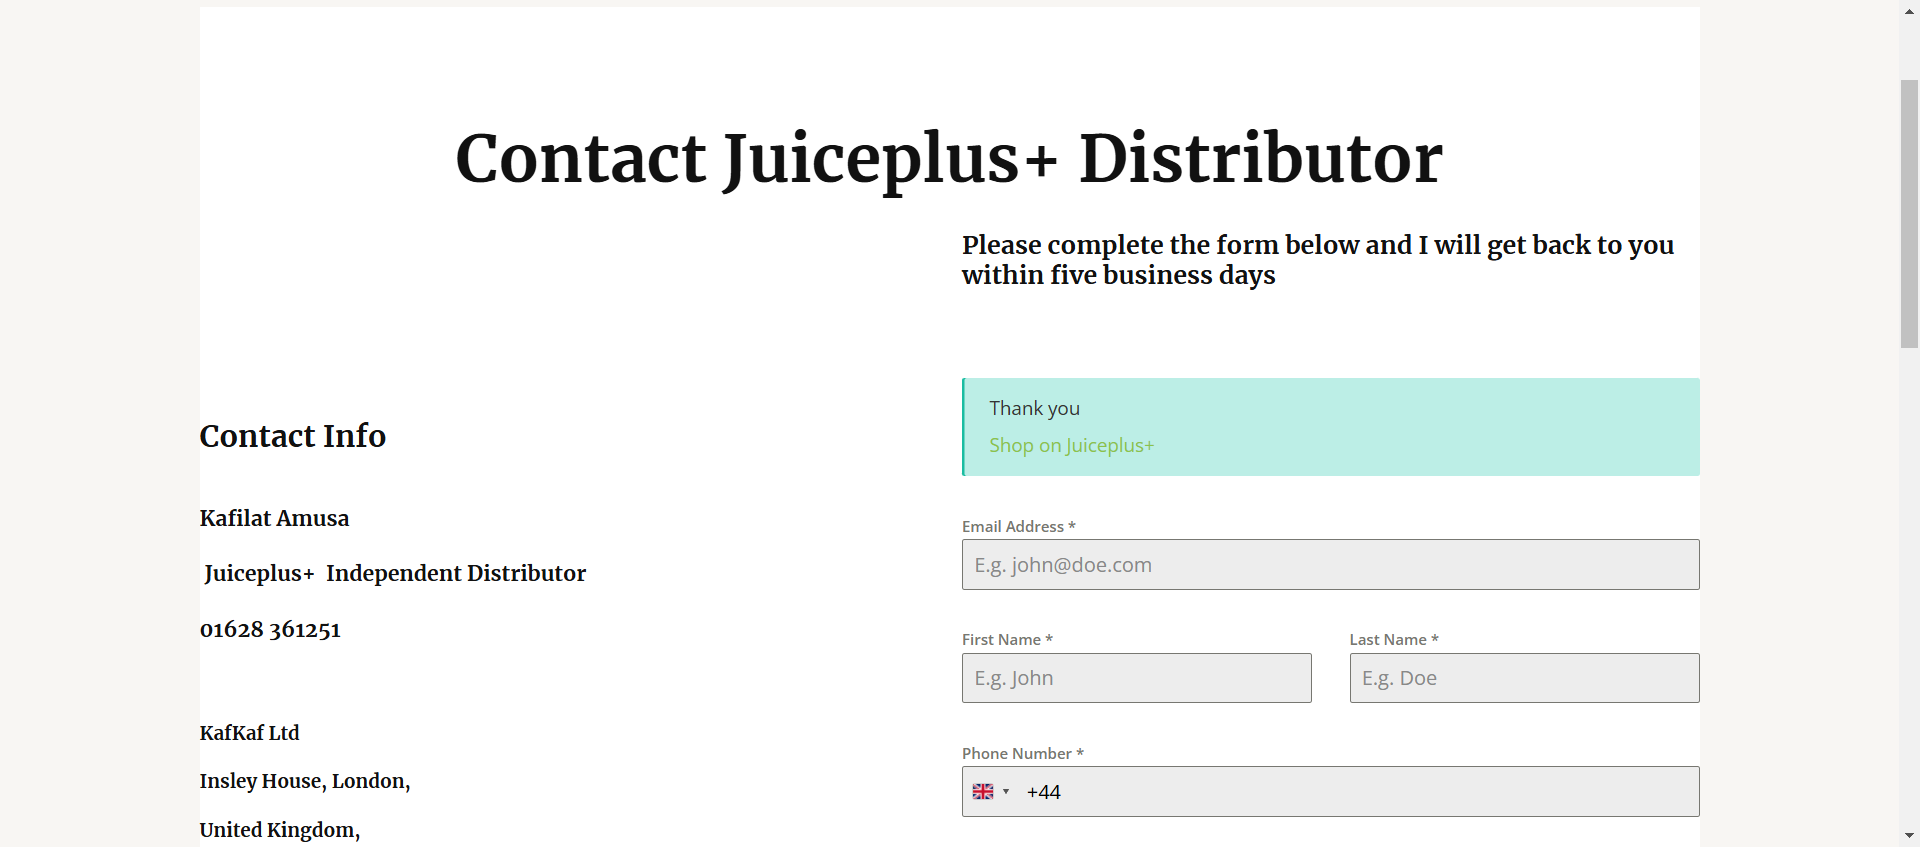 Contact Juiceplus+ Distributor
Please complete the form below and I will get back to you
within five business days
Contact Info
Kafilat Amusa
Juiceplus+  Independent Distributor
01628 361251
KafKaf Ltd
Insley House, London,
United Kingdom,
Thank you
Shop on Juiceplus+
Email Address *
E.g. john@doe.com
First Name *
Last Name *
E.g. John
E.g. Doe
Phone Number *
+44